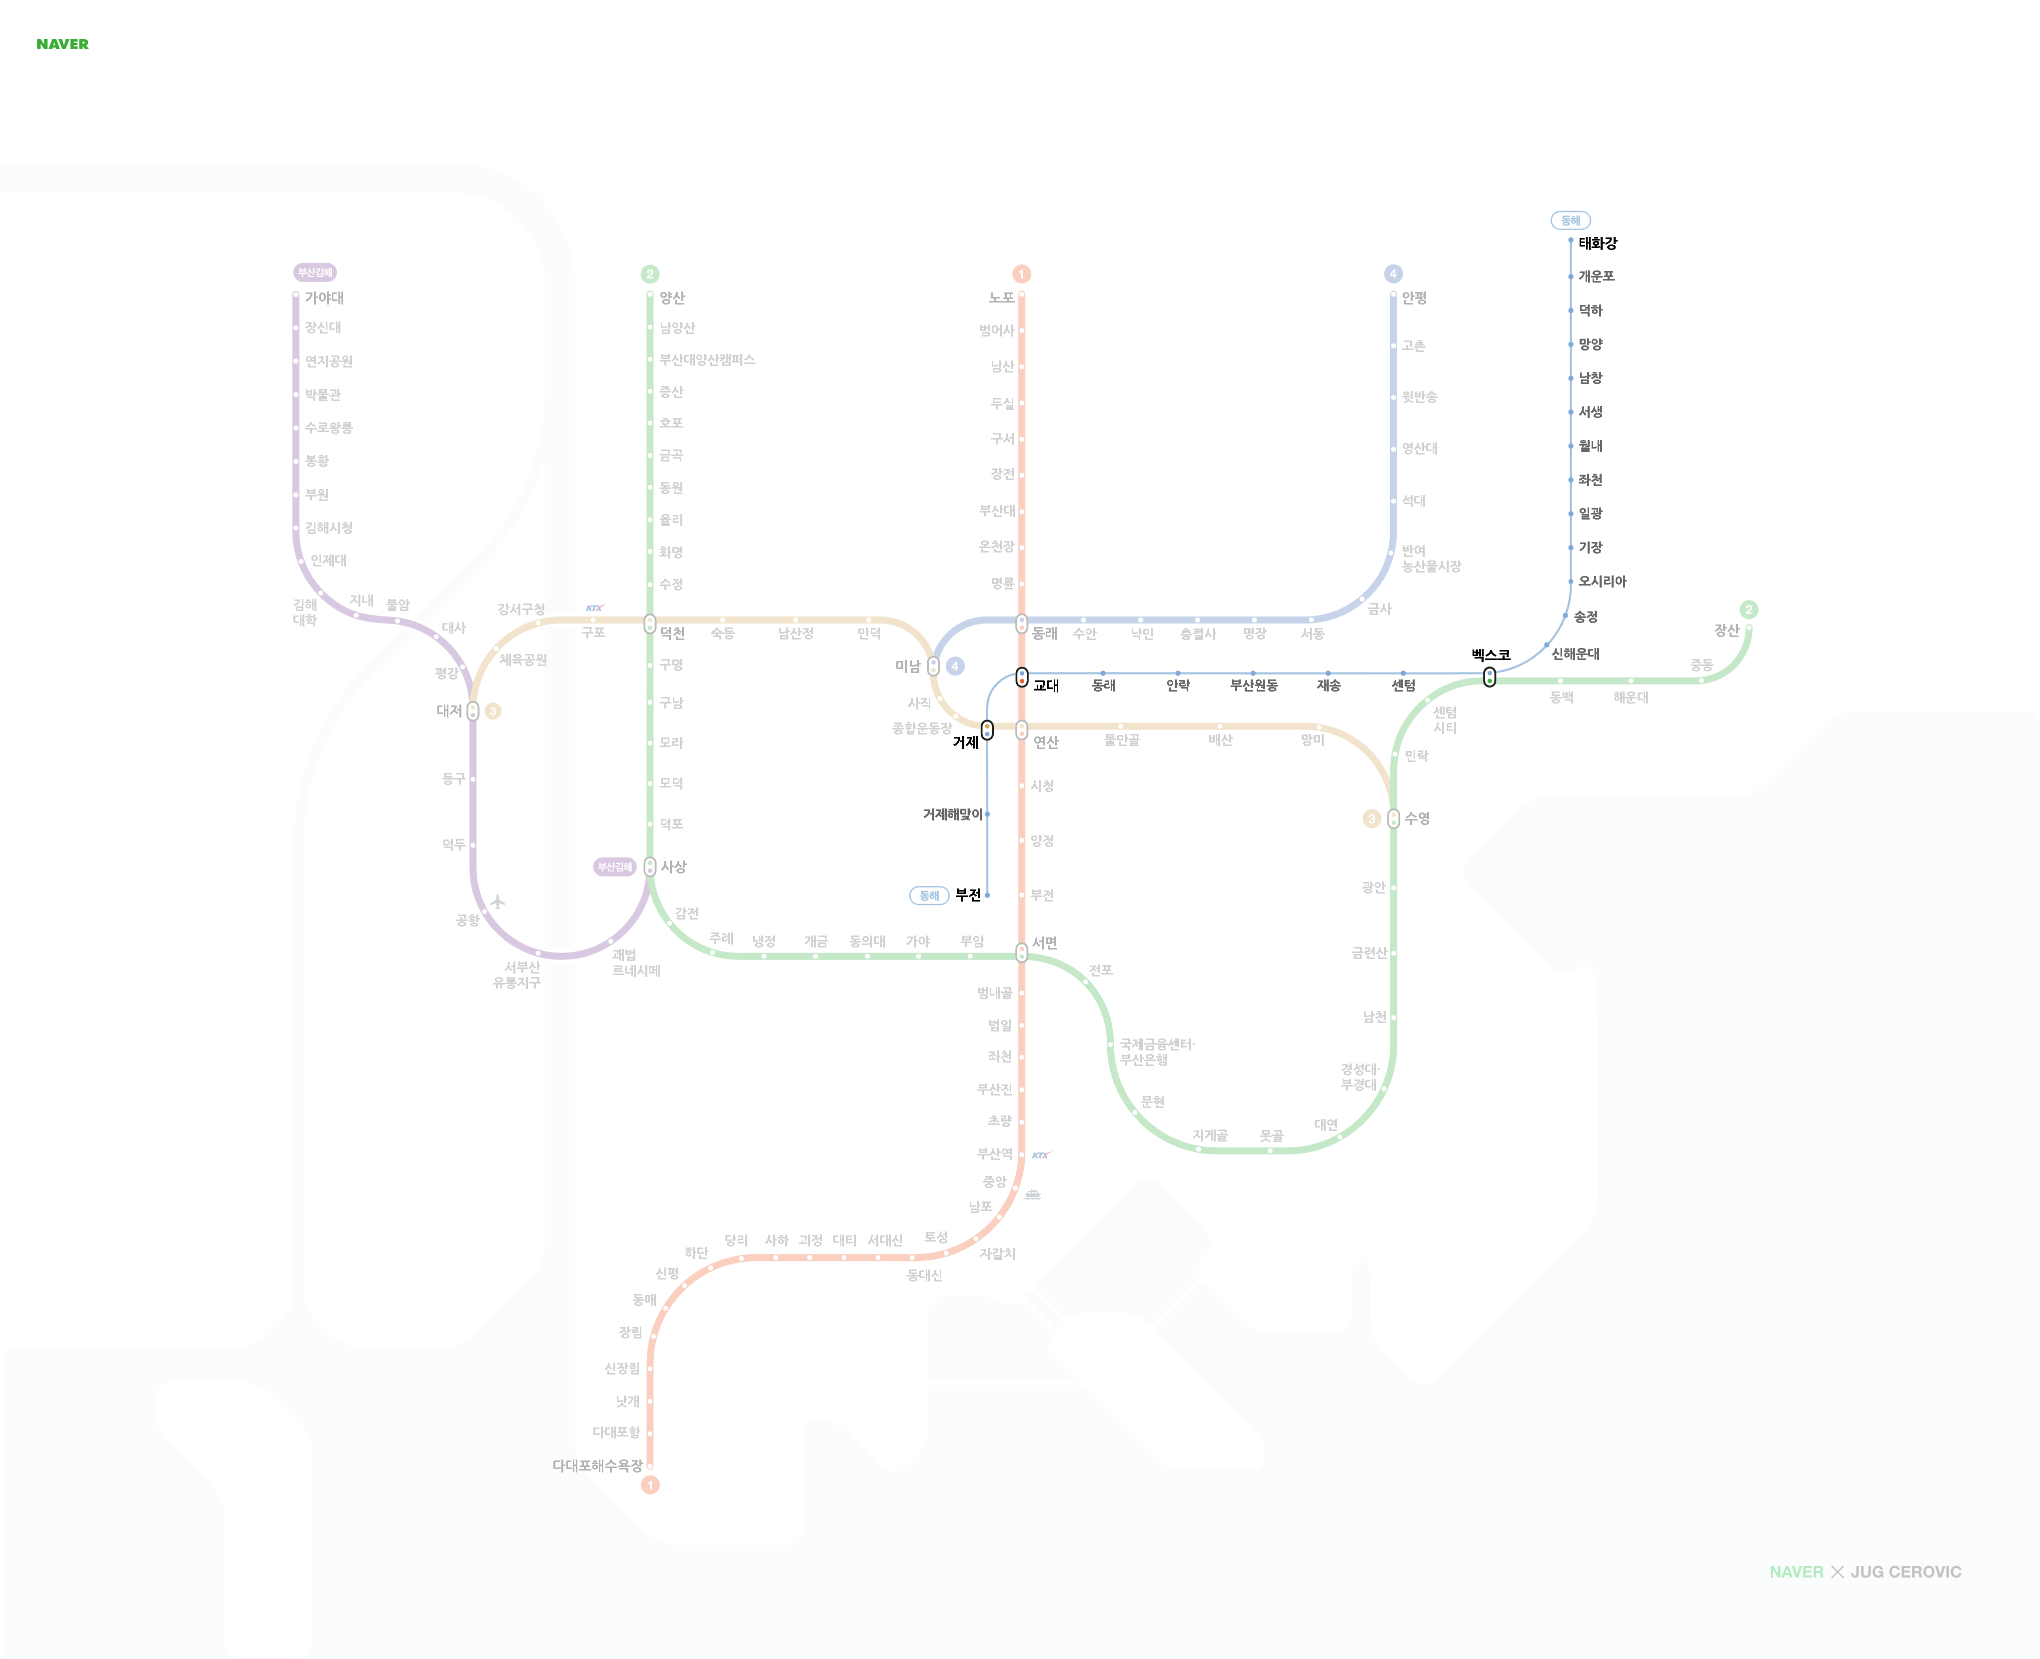 NAVER
동해
태화강
개운포
덕하
망양
남창
서생
월내
좌천
일광
기장
오시리아
송정
신해운대
벡스코
센텀
재송
부산원동
안락
동래
교대
거제
거제해맞이
동해 부전
부산김해
가야대
장신대
연지공원
박물관
수로왕릉
봉황
부원
김해시청
인제대
김해
대학
지내
불암
대사
평강
대저 3
등구
덕두
공항
서부산
유통지구
괘법
르네시떼
부산김해 사상
2
양산
남양산
부산대양산캠퍼스
증산
호포
금곡
동원
율리
화명
수정
덕천
구명
구남
모라
모덕
덕포
감전
주례
냉정
개금
동의대
가야
부암
서면
전포
국제금융센터·
부산은행
문현
지게골
못골
대연
경성대·
부경대
남천
금련산
광안
3 수영
민락
센텀
시티
동백
해운대
중동
장산
2
체육공원
강서구청
KTX
구포
숙등
남산정
만덕
미남 4
사직
종합운동장
연산
물만골
배산
망미
1
노포
범어사
남산
두실
구서
장전
부산대
온천장
명륜
동래
시청
양정
부전
범내골
범일
좌천
부산진
초량
부산역 KTX
중앙
남포
자갈치
토성
동대신
서대신
대티
괴정
사하
당리
하단
신평
동매
장림
신장림
낫개
다대포항
다대포해수욕장
1
4
안평
고촌
윗반송
영산대
석대
반여
농산물시장
금사
서동
명장
충렬사
낙민
수안
NAVER × JUG CEROVIC